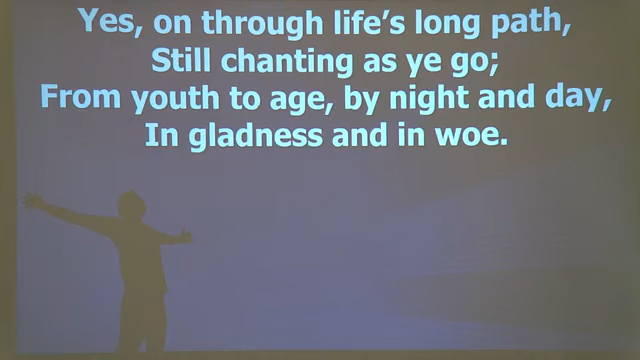 Yes, on through life's long path,
Still chanting as ye go;
From youth to age, by night and day,
In gladness and in woe.